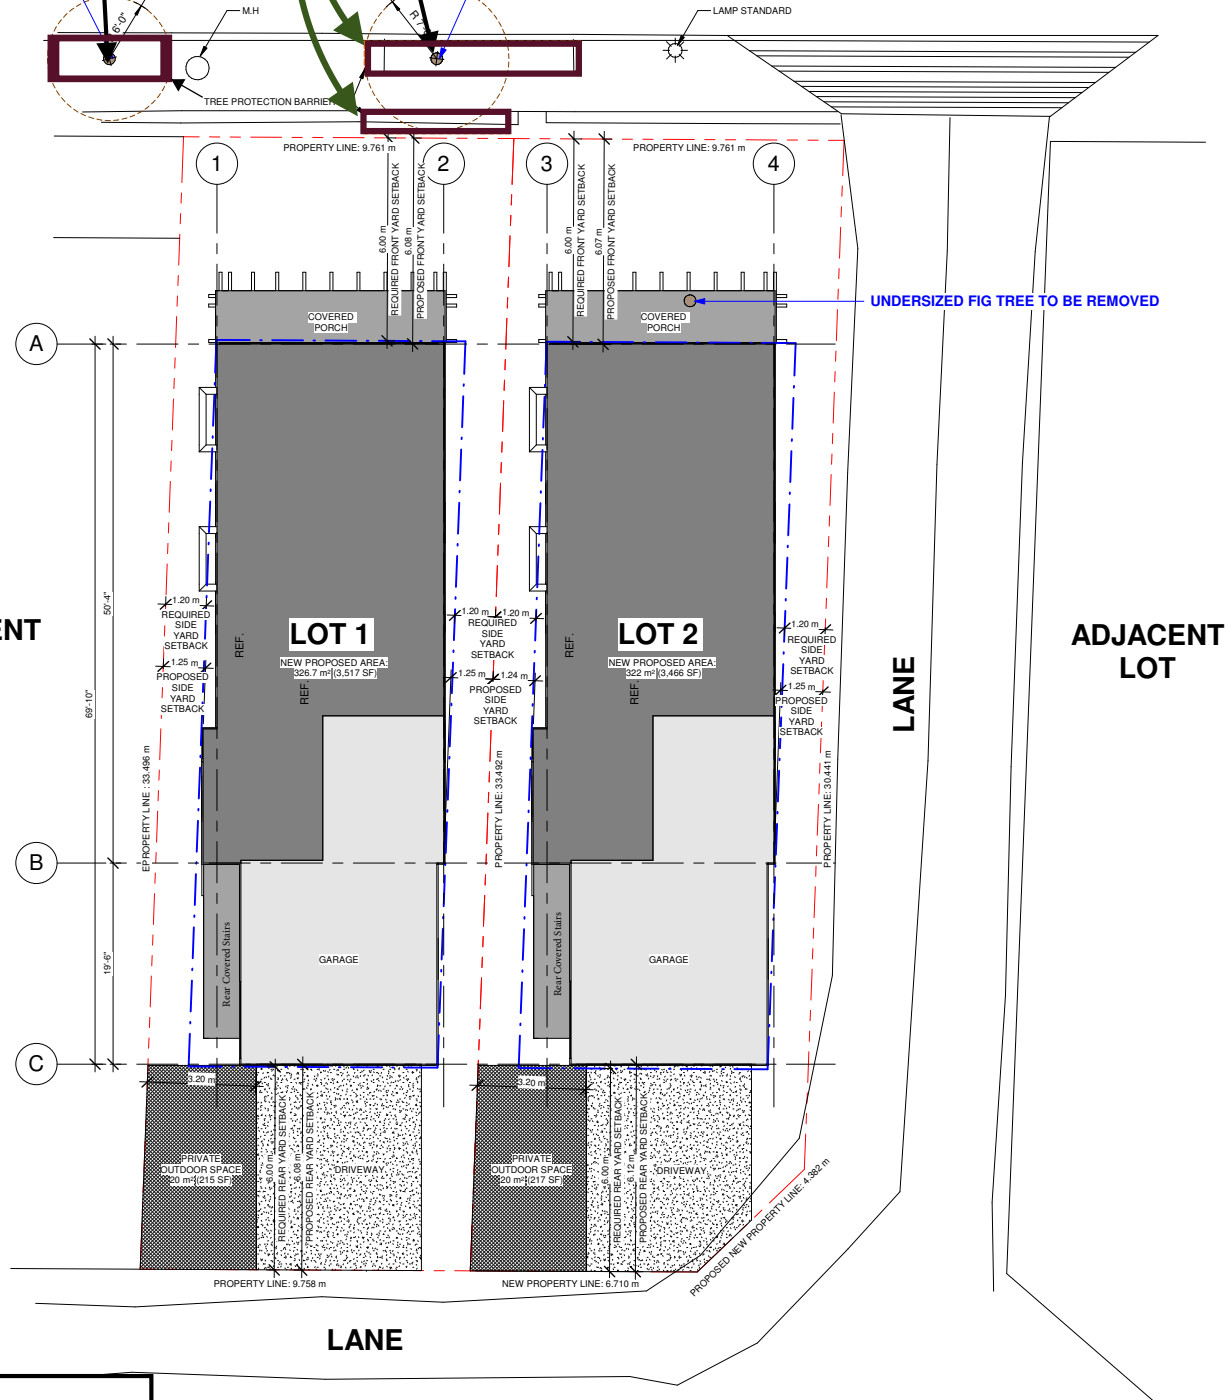 M.H
LAMP STANDARD
6'-0"
R 7'-
TREE PROTECTION BARRIER
PROPERTY LINE: 9.761 m
PROPERTY LINE: 9.761 m
1
2
3
4
6.00 m
REQUIRED FRONT YARD SETBACK
6.08 m
PROPOSED FRONT YARD SETBACK
6.00 m
REQUIRED FRONT YARD SETBACK
6.07 m
PROPOSED FRONT YARD SETBACK
UNDERSIZED FIG TREE TO BE REMOVED
COVERED
PORCH
COVERED
PORCH
A
50'-4"
69'-10"
19'-6"
ENT
1.20 m
REQUIRED
SIDE
YARD
SETBACK
1.25 m
PROPOSED
SIDE
YARD
SETBACK
REF.
LOT 1
NEW PROPOSED AREA:
326.7 m² (3,517 SF)
REF.
1.20 m
1.20 m
REQUIRED
SIDE
YARD
SETBACK
1.25 m
1.24 m
PROPOSED
SIDE
YARD
SETBACK
REF.
LOT 2
NEW PROPOSED AREA:
322 m² (3,466 SF)
REF.
1.20 m
REQUIRED
SIDE
YARD
SETBACK
1.25 m
PROPOSED
SIDE
YARD
SETBACK
LANE
ADJACENT
LOT
EPROPERTY LINE : 33.496 m
PROPERTY LINE: 33.492 m
PROPERTY LINE: 30.441 m
B
Rear Covered Stairs
GARAGE
Rear Covered Stairs
GARAGE
C
3.20 m
3.20 m
PRIVATE
OUTDOOR SPACE
20 m² (215 SF)
6.00 m
REQUIRED REAR YARD SETBACK
6.08 m
PROPOSED REAR YARD SETBACK
DRIVEWAY
PRIVATE
OUTDOOR SPACE
20 m² (217 SF)
6.00 m
REQUIRED REAR YARD SETBACK
6.12 m
PROPOSED REAR YARD SETBACK
DRIVEWAY
PROPOSED NEW PROPERTY LINE: 4.382 m
PROPERTY LINE: 9.758 m
NEW PROPERTY LINE: 6.710 m
LANE